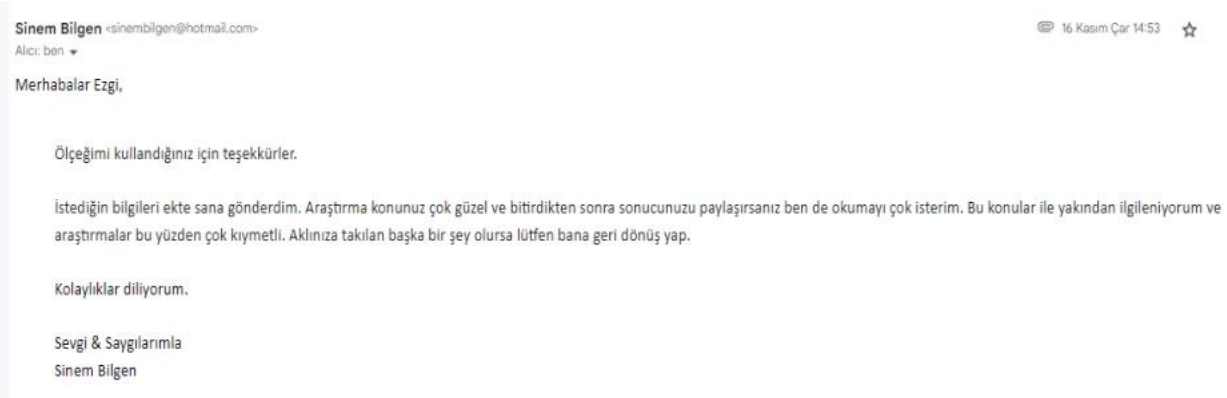 Sinem Bilgen <sinembilgen@hotmail.com> 16 Kasım Çar 14:53
Alıcı: ben
Merhabalar Ezgi,
Ölçeğimi kullandığınız için teşekkürler.
İstediğin bilgileri ekte sana gönderdim. Araştırma konunuz çok güzel ve bitirdikten sonra sonucunuzu paylaşırsanız ben de okumayı çok isterim. Bu konular ile yakından ilgileniyorum ve
araştırmalar bu yüzden çok kıymetli. Aklınıza takılan başka bir şey olursa lütfen bana geri dönüş yap.
Kolaylıklar diliyorum.
Sevgi & Saygılarımla
Sinem Bilgen